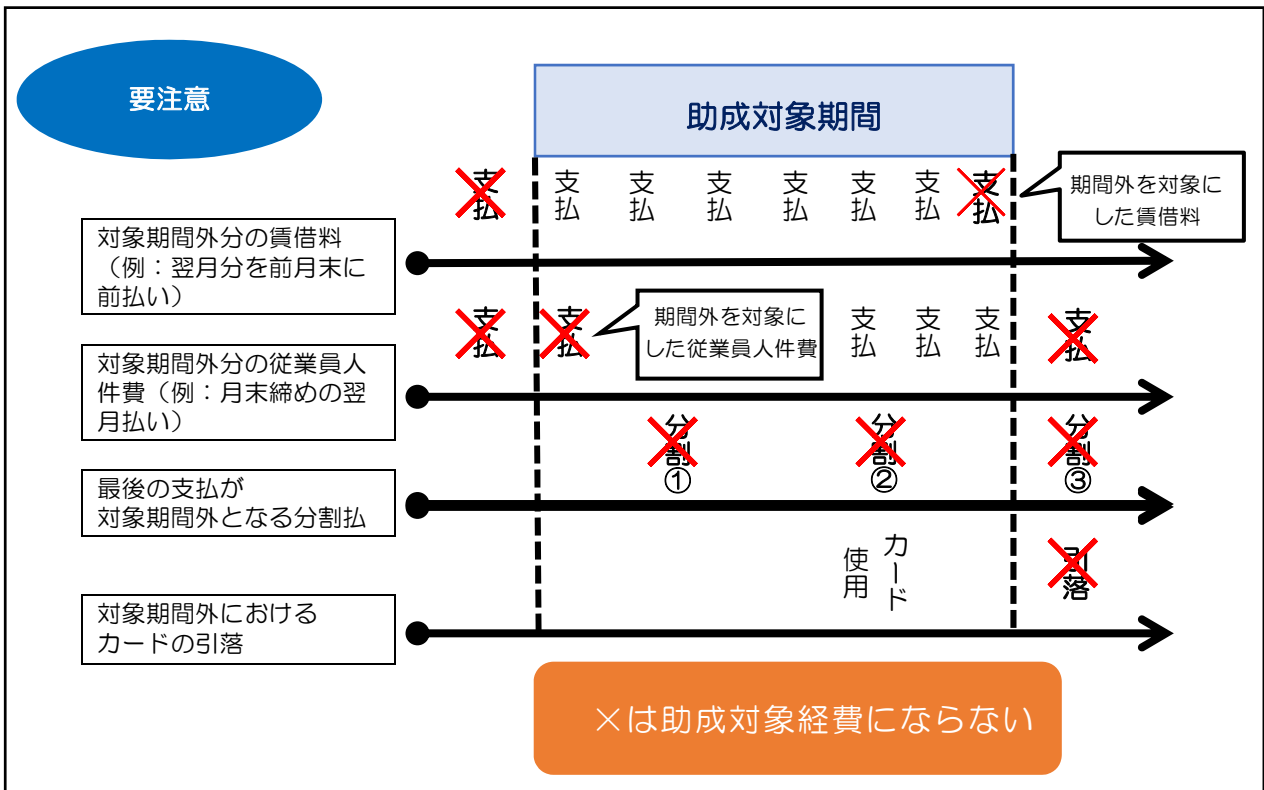 要注意
助成対象期間
支払
支払
支払
支払
支払
支払
支払
支払
期間外を対象に
した賃借料
対象期間外分の賃借料
（例：翌月分を前月末に
前払い）
支払
支払
期間外を対象に
した従業員人件費
支払
支払
支払
支払
対象期間外分の従業員人
件費（例：月末締めの翌
月払い）
分割①
分割②
分割③
最後の支払が
対象期間外となる分割払
カード
使用
引落
対象期間外における
カードの引落
×は助成対象経費にならない